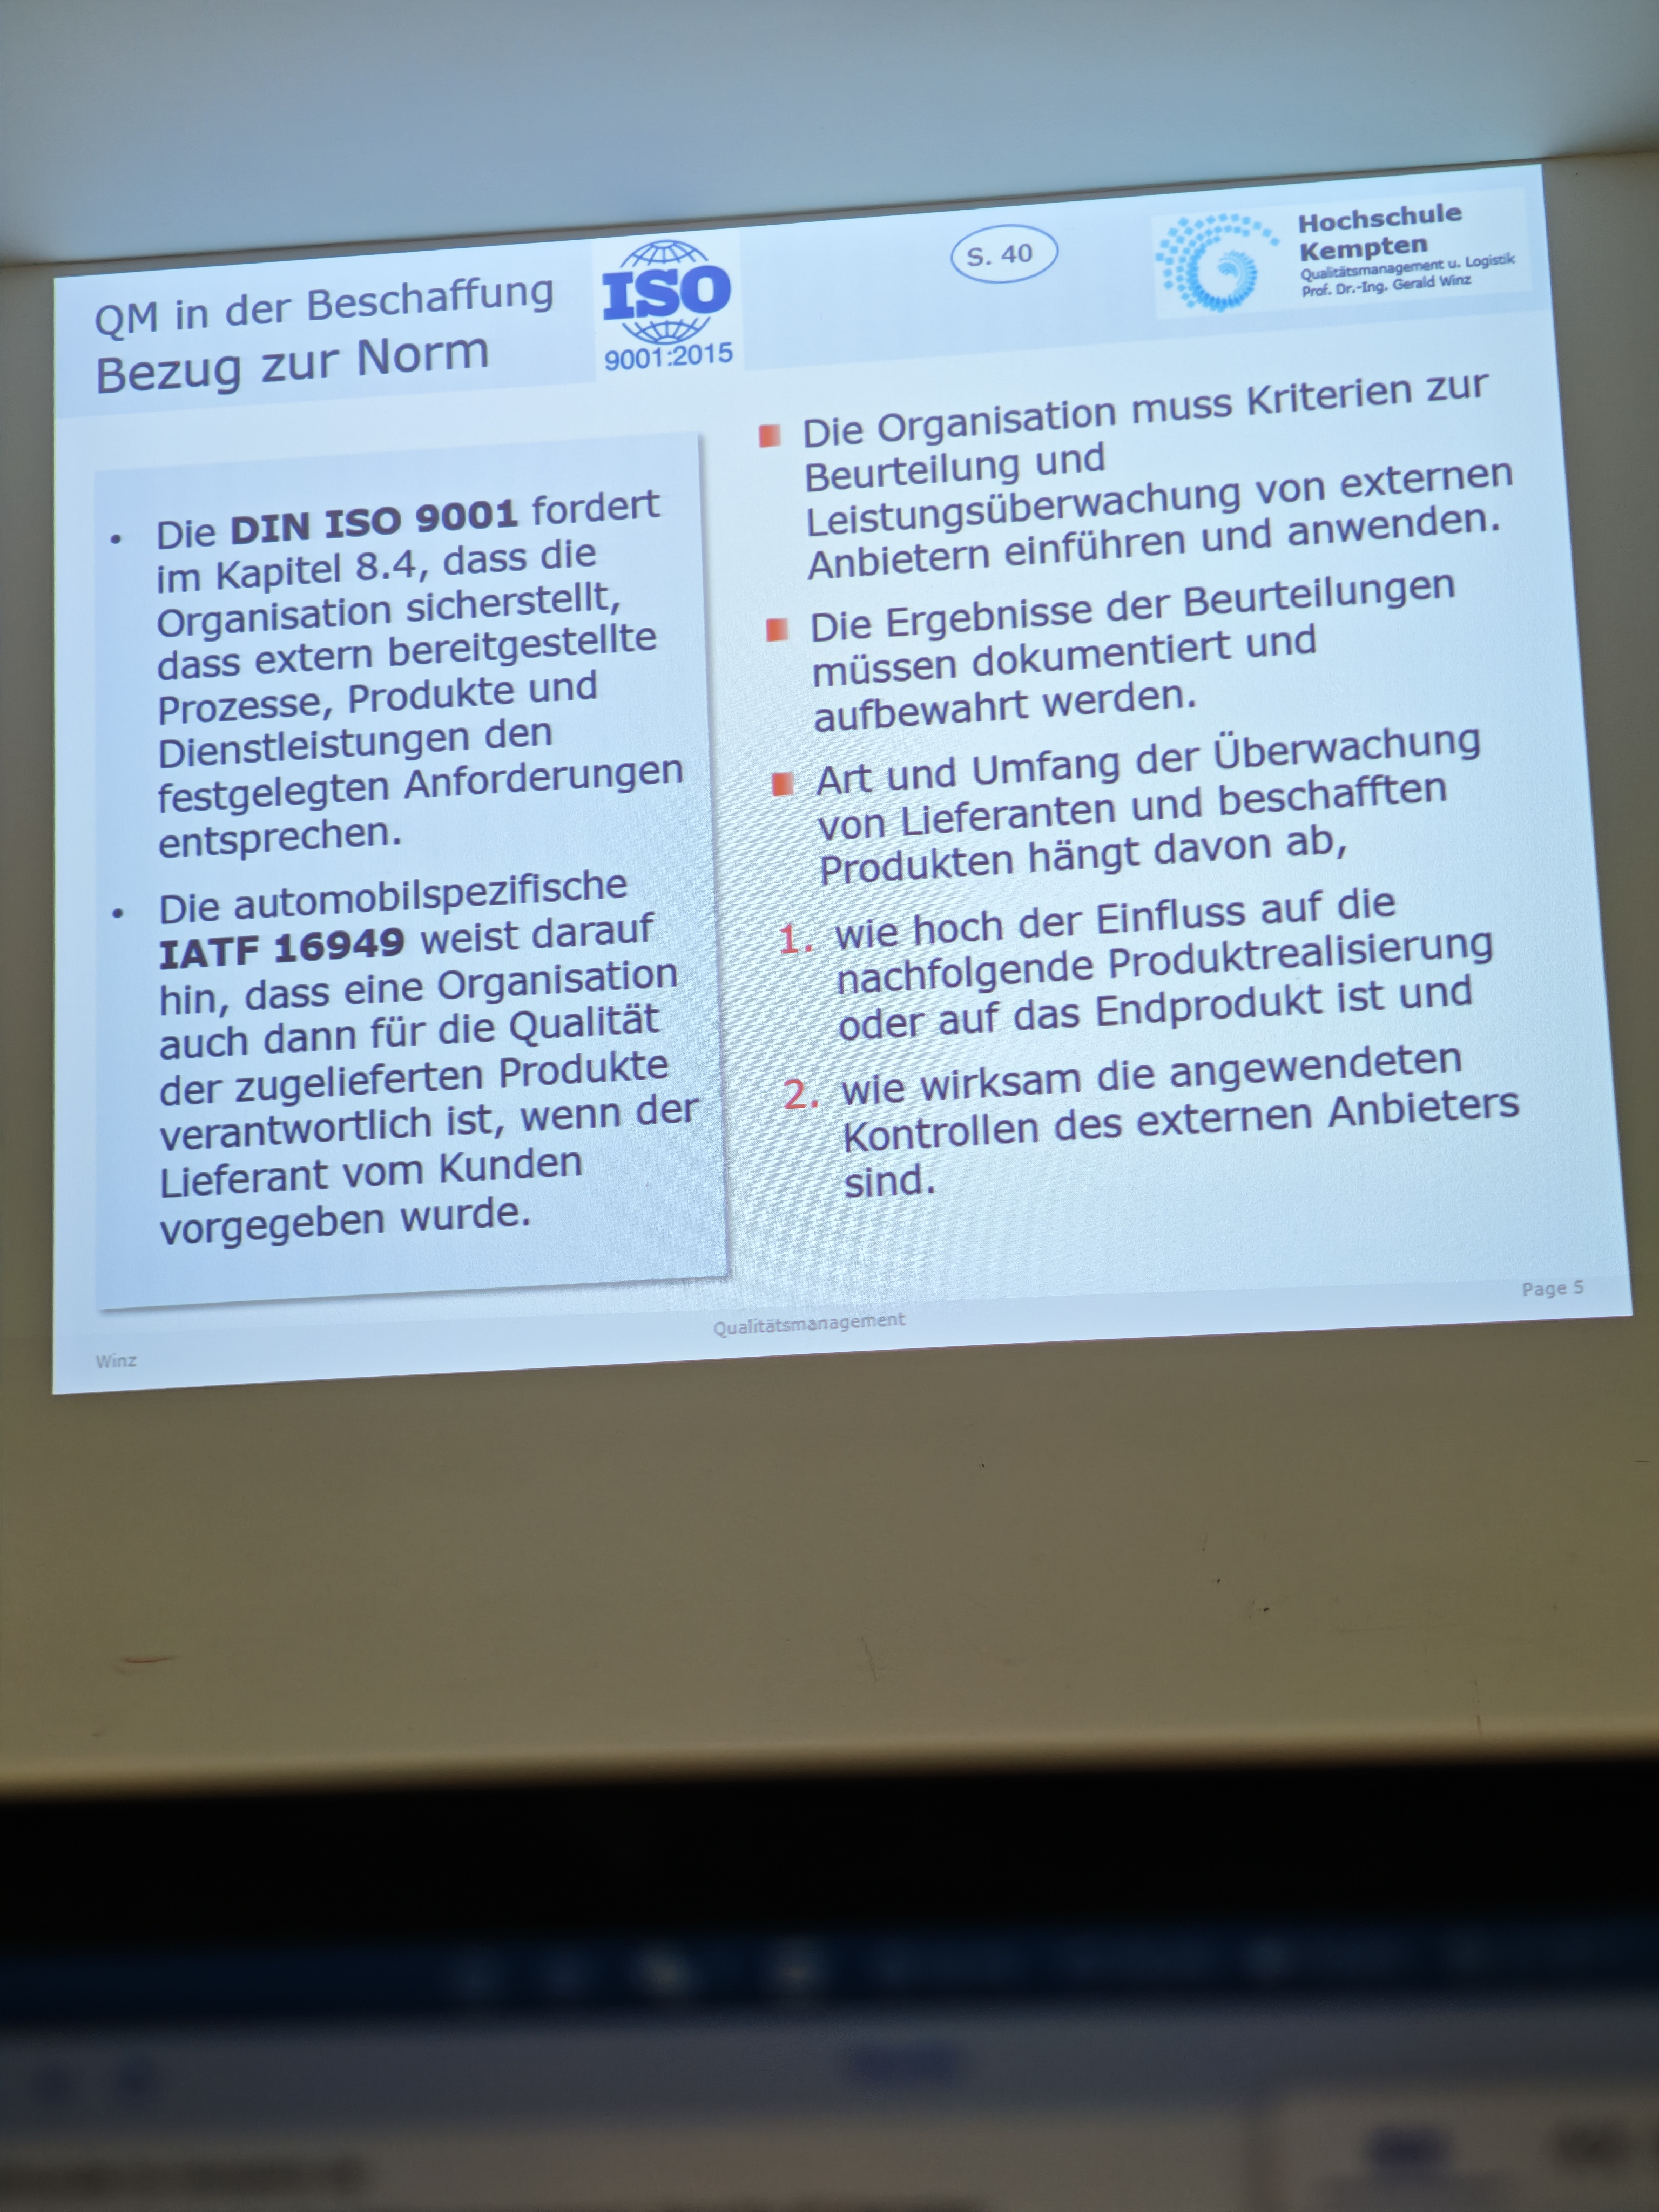 QM in der Beschaffung
Bezug zur Norm
ISO
9001:2015
S. 40
Hochschule
Kempten
Qualitätsmanagement u. Logistik
Prof. Dr.-Ing. Gerald Winz
• Die DIN ISO 9001 fordert
im Kapitel 8.4, dass die
Organisation sicherstellt,
dass extern bereitgestellte
Prozesse, Produkte und
Dienstleistungen den
festgelegten Anforderungen
entsprechen.
• Die automobilspezifische
IATF 16949 weist darauf
hin, dass eine Organisation
auch dann für die Qualität
der zugelieferten Produkte
verantwortlich ist, wenn der
Lieferant vom Kunden
vorgegeben wurde.
Die Organisation muss Kriterien zur
Beurteilung und
Leistungsüberwachung von externen
Anbietern einführen und anwenden.
Die Ergebnisse der Beurteilungen
müssen dokumentiert und
aufbewahrt werden.
Art und Umfang der Überwachung
von Lieferanten und beschafften
Produkten hängt davon ab,
1. wie hoch der Einfluss auf die
nachfolgende Produktrealisierung
oder auf das Endprodukt ist und
2. wie wirksam die angewendeten
Kontrollen des externen Anbieters
sind.
Winz
Qualitätsmanagement
Page 5